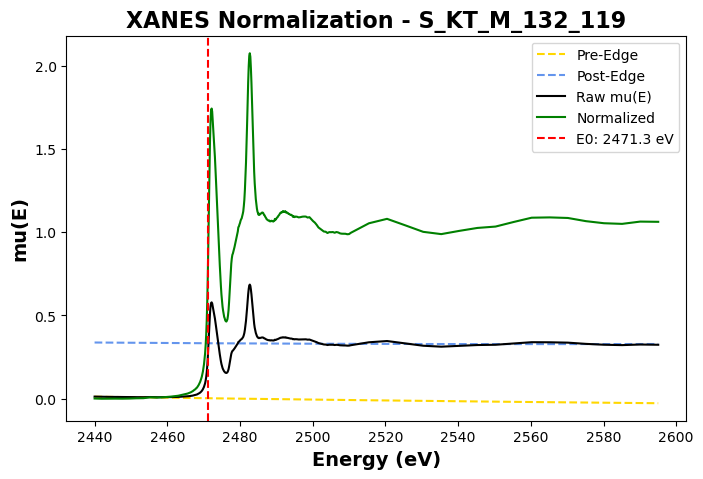 XANES Normalization - S_KT_M_132_119
Pre-Edge
Post-Edge
Raw mu(E)
Normalized
E0: 2471.3 eV
mu(E)
2.0
1.5
1.0
0.5
0.0
2440
2460
2480
2500
2520
2540
2560
2580
2600
Energy (eV)